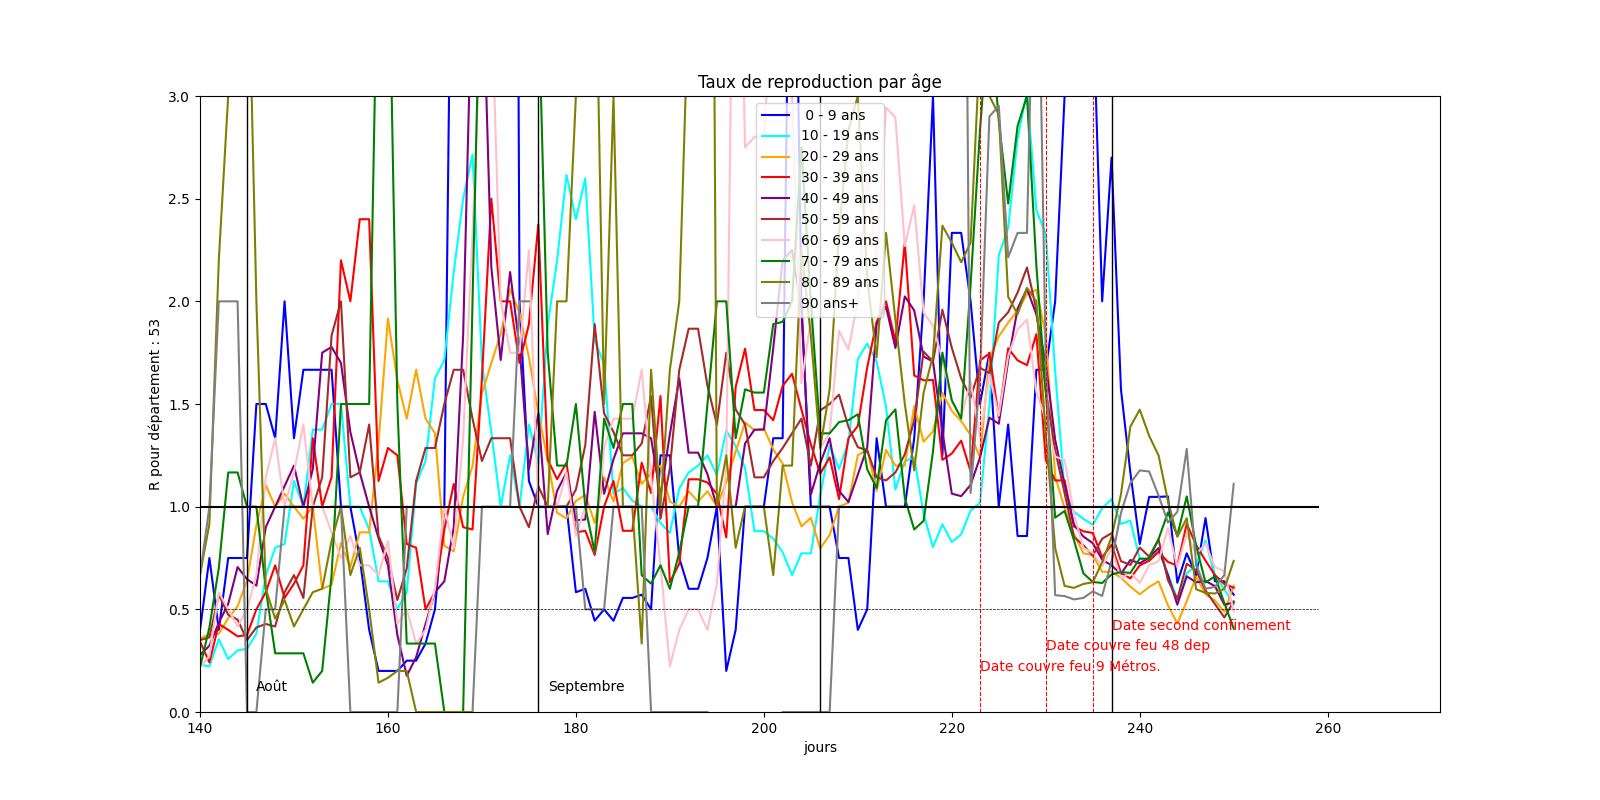 Taux de reproduction par âge
R pour département : 53
3.0
2.5
2.0
1.5
1.0
0.5
0.0
0 - 9 ans
10 - 19 ans
20 - 29 ans
30 - 39 ans
40 - 49 ans
50 - 59 ans
60 - 69 ans
70 - 79 ans
80 - 89 ans
90 ans+
Date second confinement
Date couvre feu 48 dep
Date couvre feu 9 Métros.
Août
Septembre
140
160
180
200
220
240
260
jours